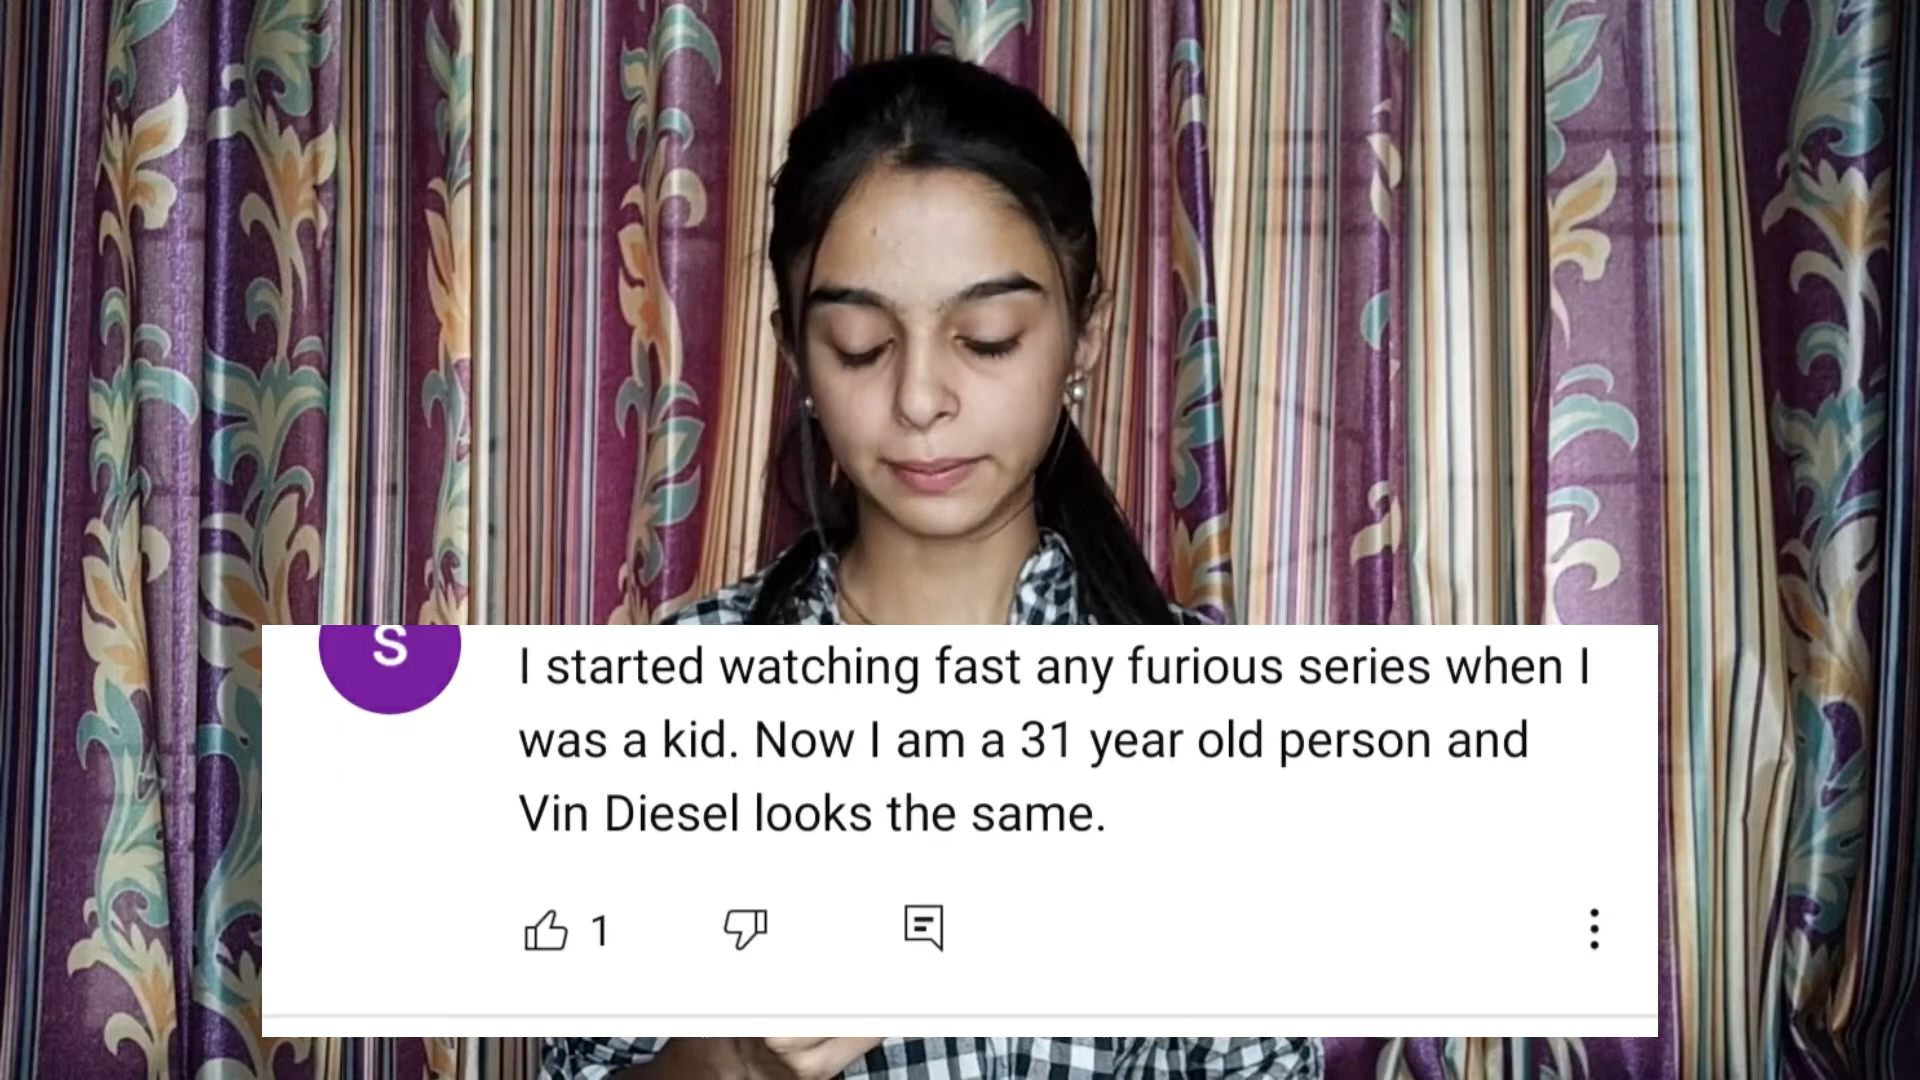 S
I started watching fast any furious series when I
was a kid. Now I am a 31 year old person and
Vin Diesel looks the same.
1